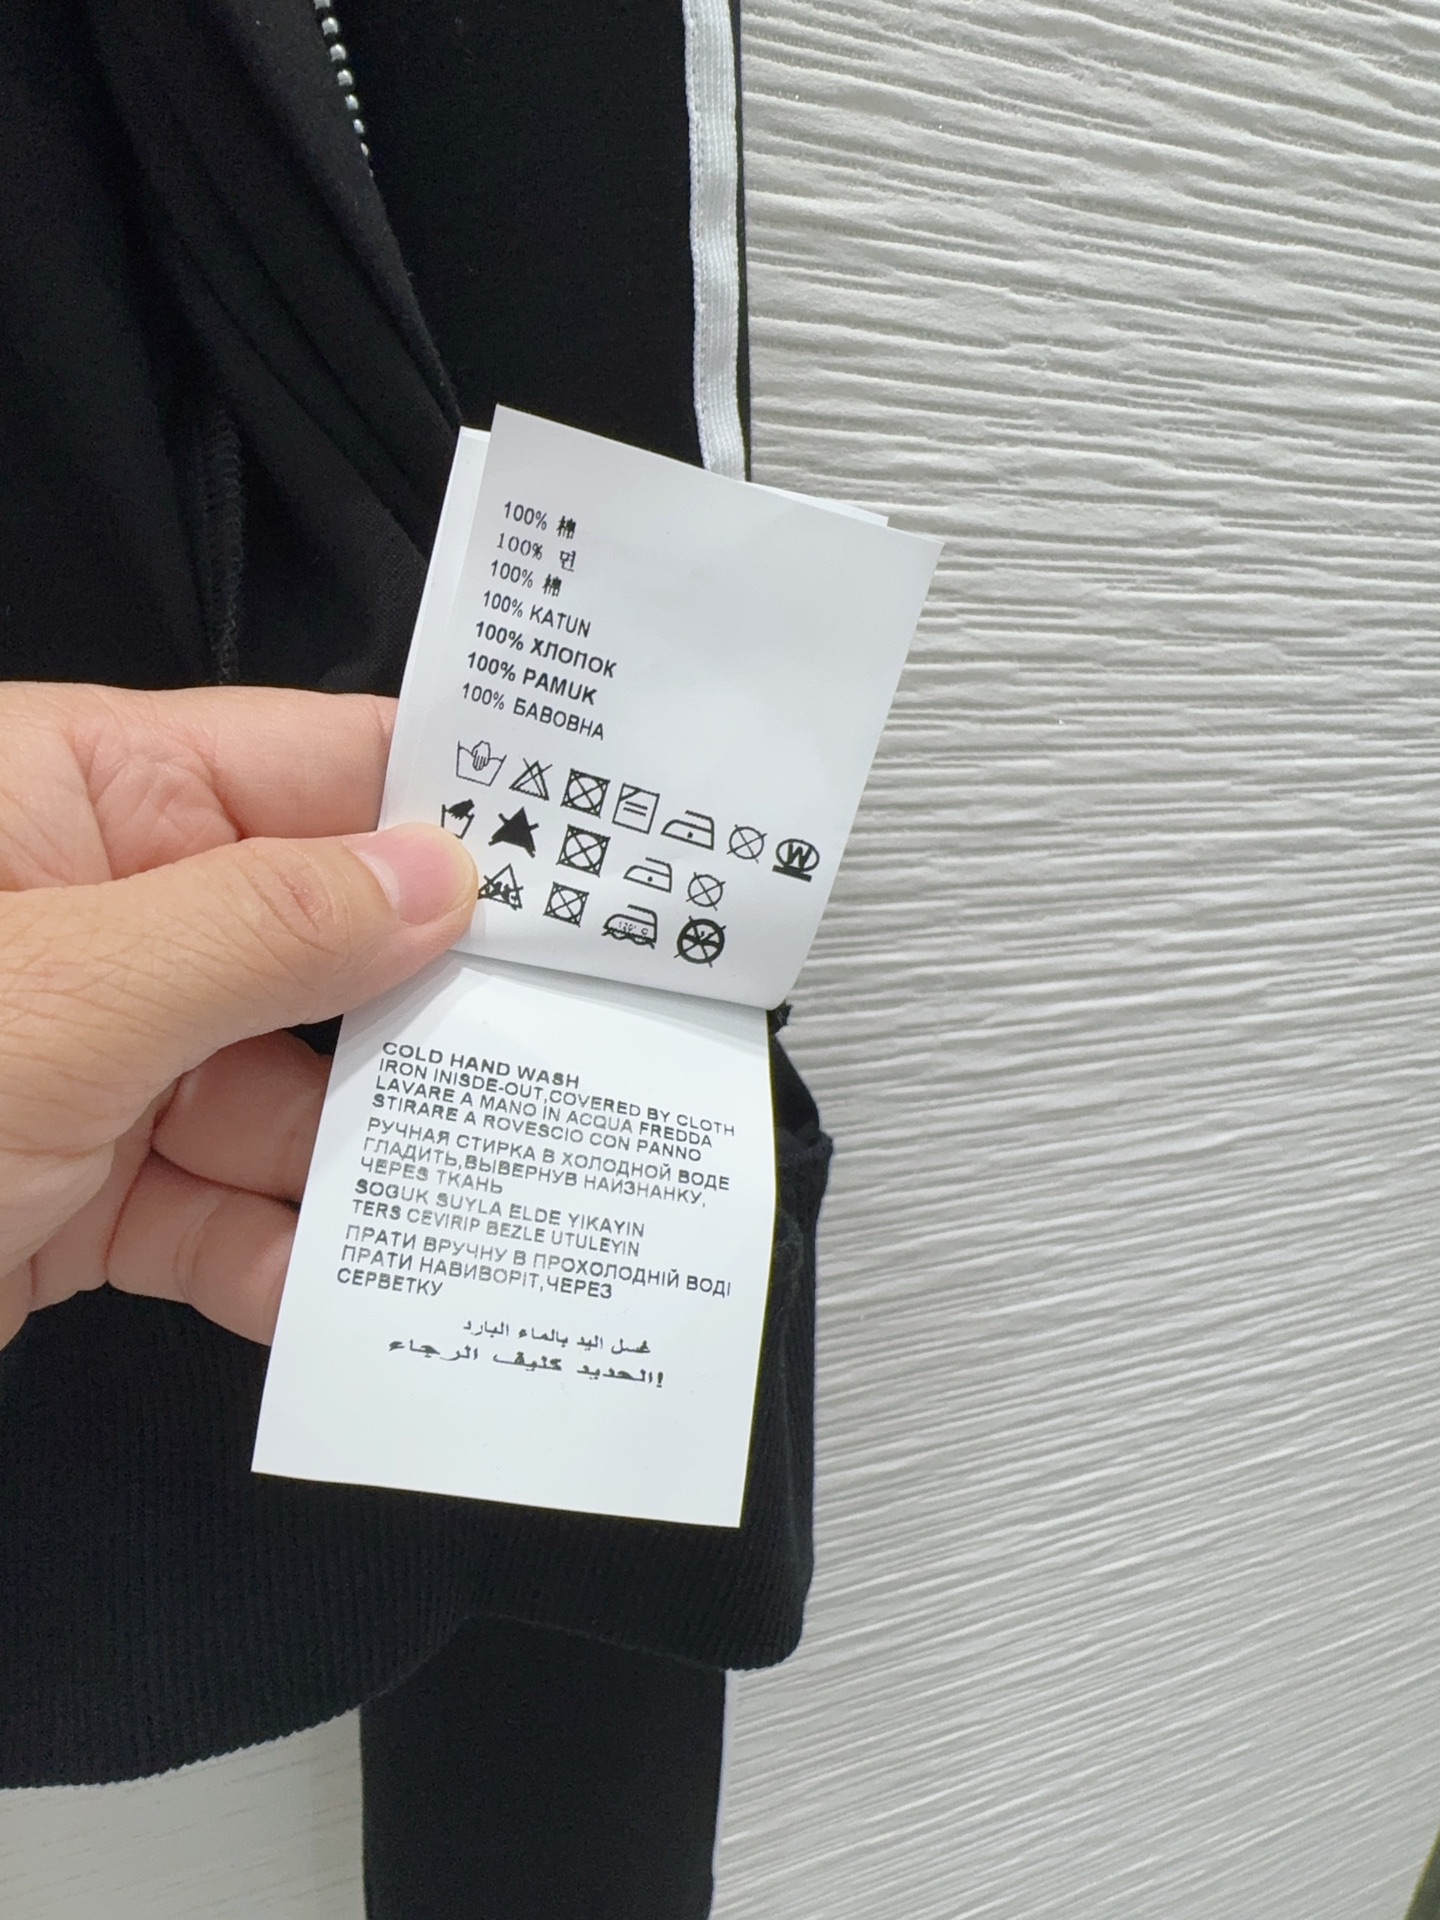 100% 棉
100% 면
100% 棉
100% KATUN
100% ХЛОПОК
100% PAMUK
100% БАВОВНА
W
COLD HAND WASH
IRON INISDE-OUT,COVERED BY CLOTH
LAVARE A MANO IN ACQUA FREDDA
STIRARE A ROVESCIO CON PANNO
РУЧНАЯ СТИРКА В ХОЛОДНОЙ ВОДЕ
ГЛАДИТЬ,ВЫВЕРНУВ НАИЗНАНКУ,
ЧЕРЕЗ ТКАНЬ
SOGUK SUYLA ELDE YIKAYIN
TERS CEVIRIP BEZLE UTULEYIN
ПРАТИ ВРУЧНУ В ПРОХОЛОДНІЙ ВОДІ
ПРАТИ НАВИВОРІТ,ЧЕРЕЗ
СЕРВЕТКУ
غسل اليد بالماء البارد
!الحديد كليف الرجاء